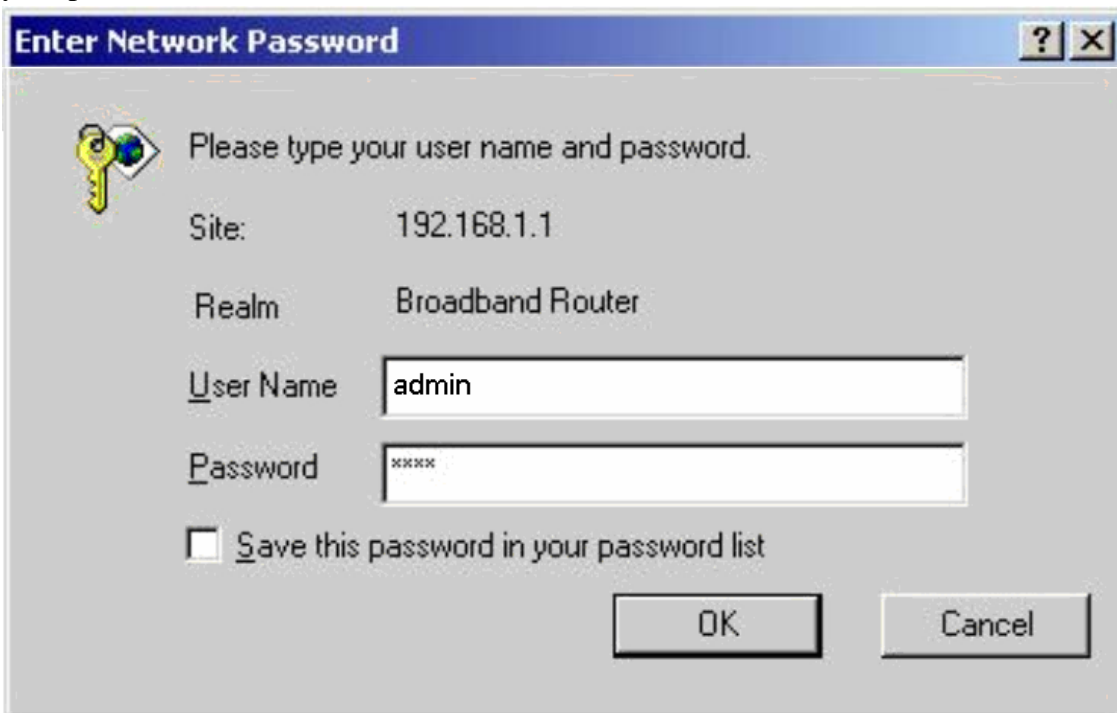 Enter Network Password
Please type your user name and password.
Site: 192.168.1.1
Realm Broadband Router
User Name admin
Password ****
Save this password in your password list
OK Cancel